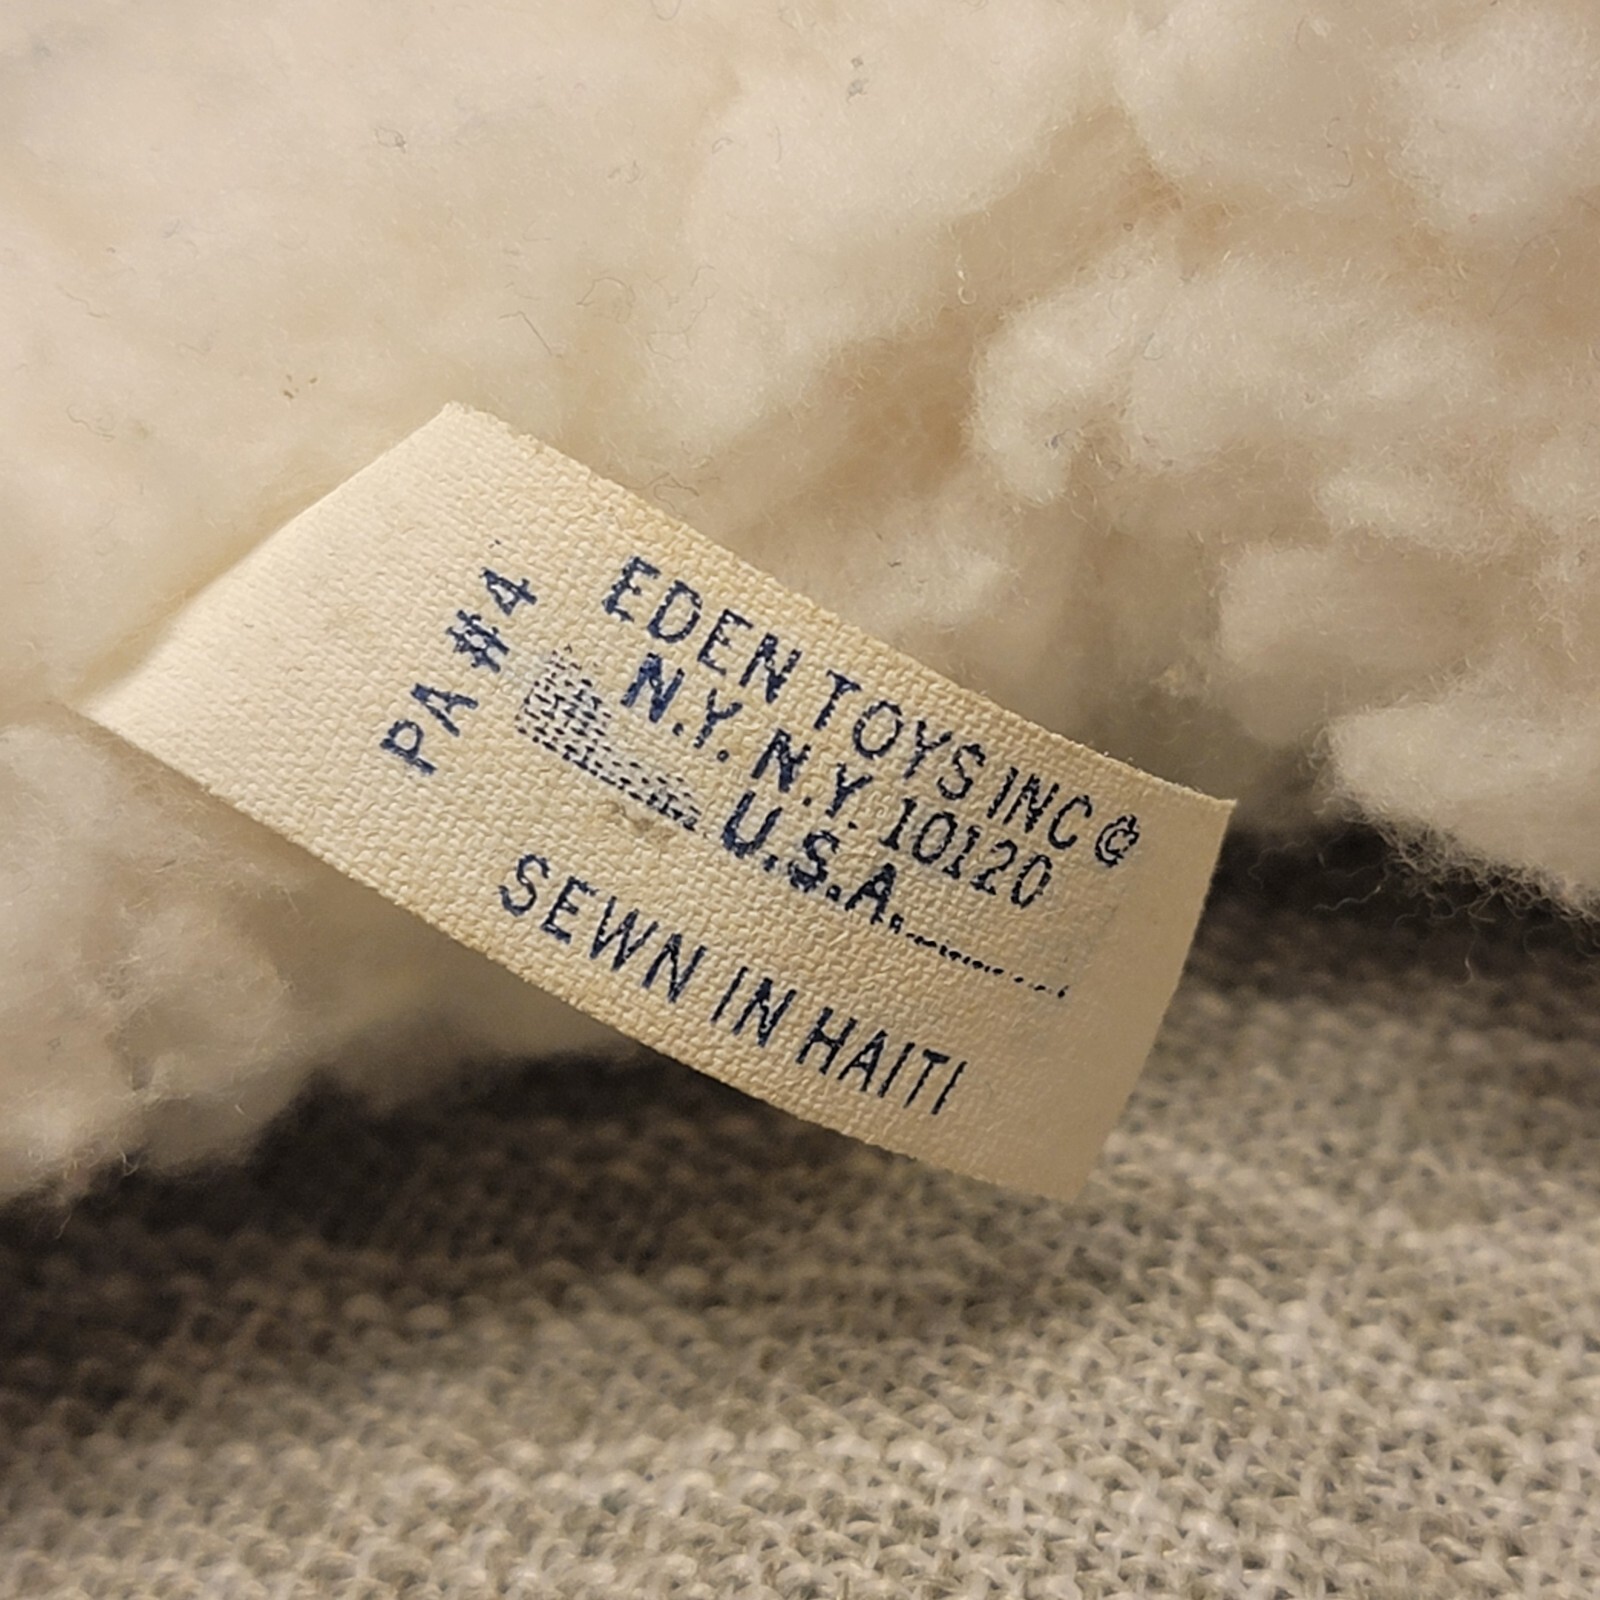 PA #4
EDEN TOYS INC ©
N.Y. N.Y. 10120
U.S.A.
SEWN IN HAITI